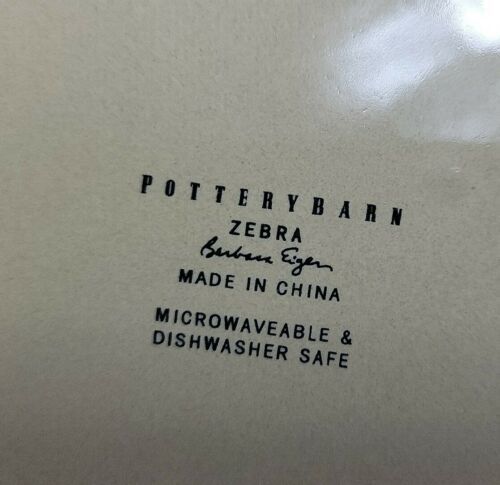 POTTERYBARN
ZEBRA
Barbara Eigen
MADE IN CHINA
MICROWAVEABLE &
DISHWASHER SAFE